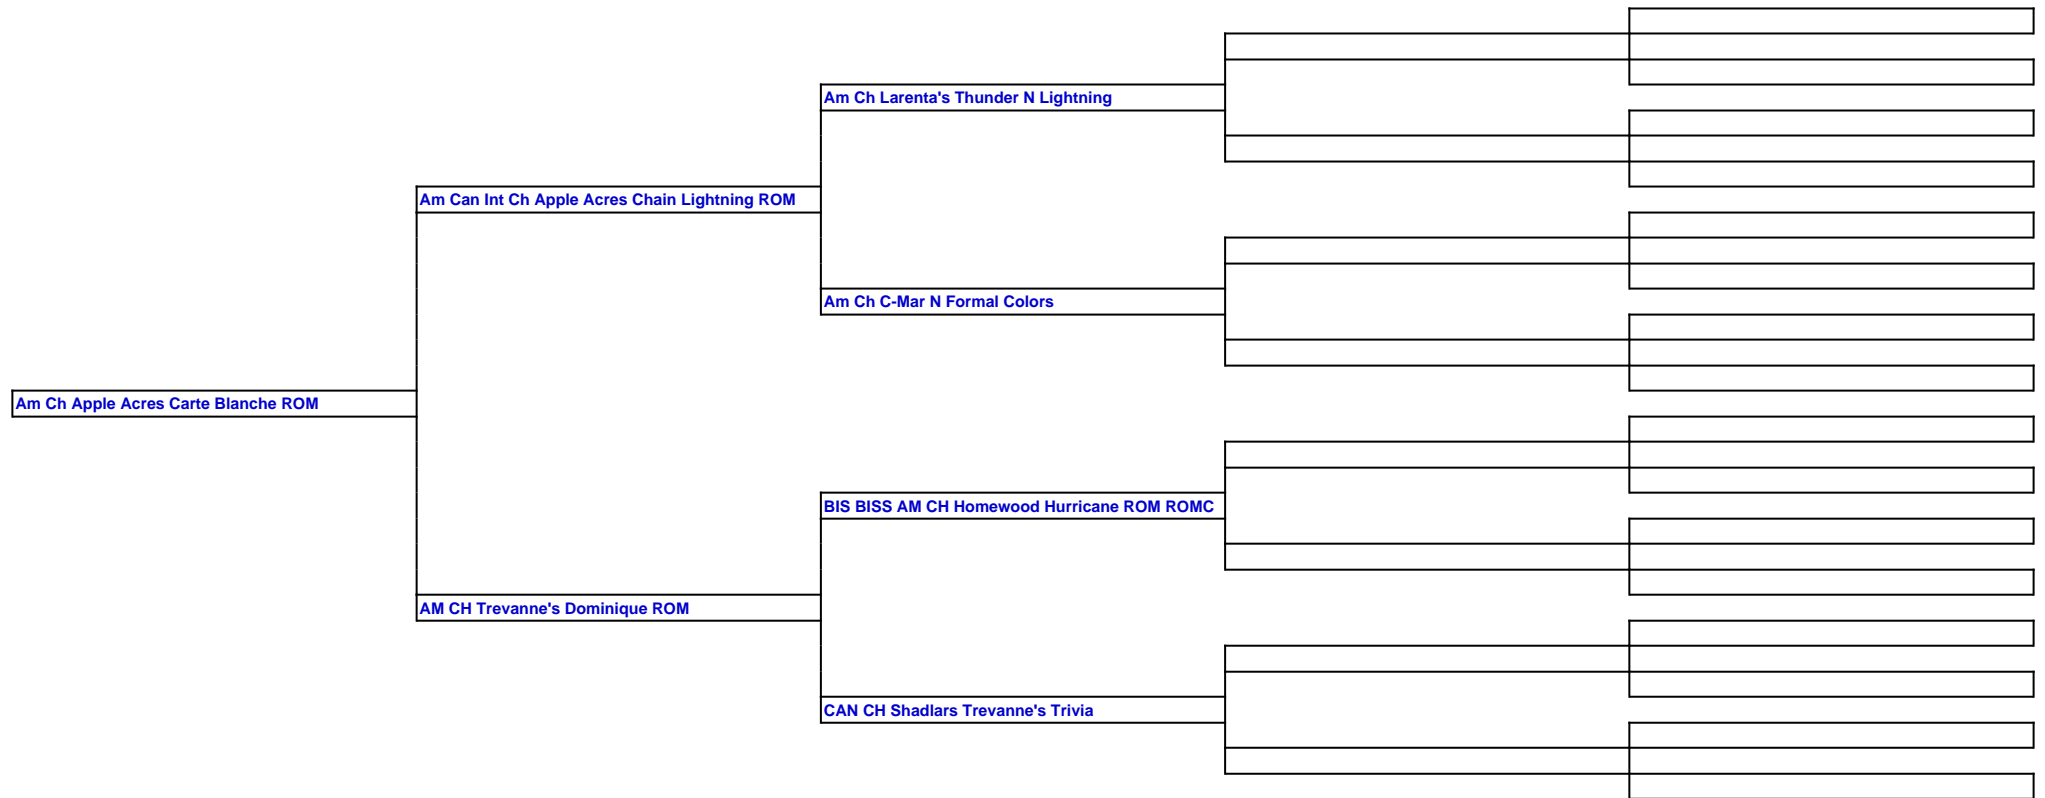 Am Ch Larenta's Thunder N Lightning
Am Can Int Ch Apple Acres Chain Lightning ROM
Am Ch C-Mar N Formal Colors
Am Ch Apple Acres Carte Blanche ROM
BIS BISS AM CH Homewood Hurricane ROM ROMC
AM CH Trevanne's Dominique ROM
CAN CH Shadlars Trevanne's Trivia